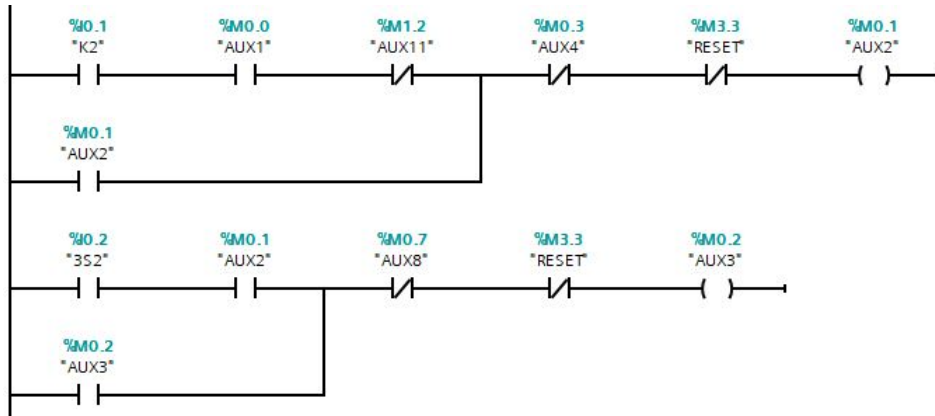 %I0.1 %M0.0 %M1.2 %M0.3 %M3.3 %M0.1
"K2" "AUX1" "AUX11" "AUX4" "RESET" "AUX2"
%M0.1
"AUX2"
%I0.2 %M0.1 %M0.7 %M3.3 %M0.2
"3S2" "AUX2" "AUX8" "RESET" "AUX3"
%M0.2
"AUX3"